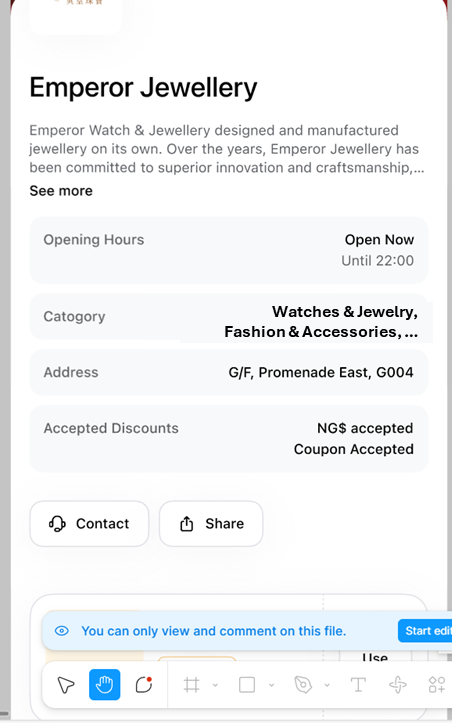 Emperor Jewellery
Emperor Watch & Jewellery designed and manufactured
jewellery on its own. Over the years, Emperor Jewellery has
been committed to superior innovation and craftsmanship,...
See more
Opening Hours
Open Now
Until 22:00
Catogory
Watches & Jewelry,
Fashion & Accessories, ...
Address
G/F, Promenade East, G004
Accepted Discounts
NG$ accepted
Coupon Accepted
Contact
Share
You can only view and comment on this file.
Start edit
Use